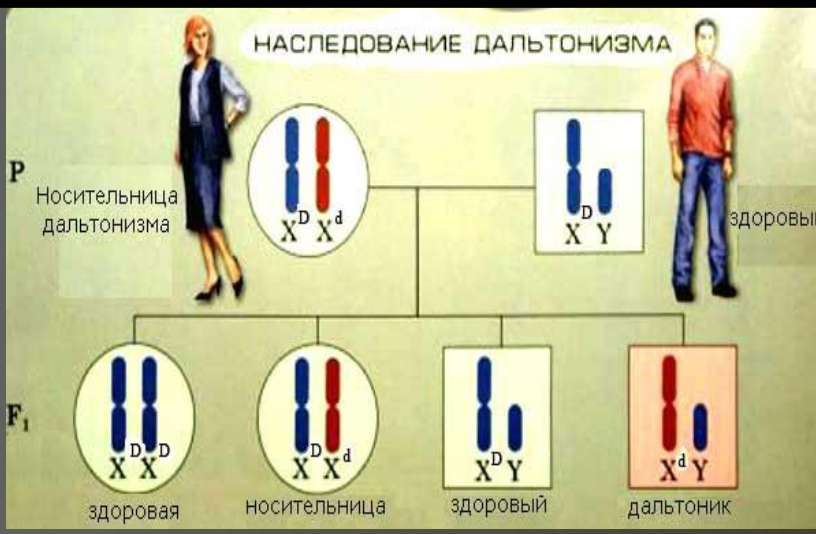 НАСЛЕДОВАНИЕ ДАЛЬТОНИЗМА
P
Носительница
дальтонизма
X^D X^d
X^D Y
здоровый
F₁
X^D X^D
X^D X^d
X^D Y
X^d Y
здоровая
носительница
здоровый
дальтоник